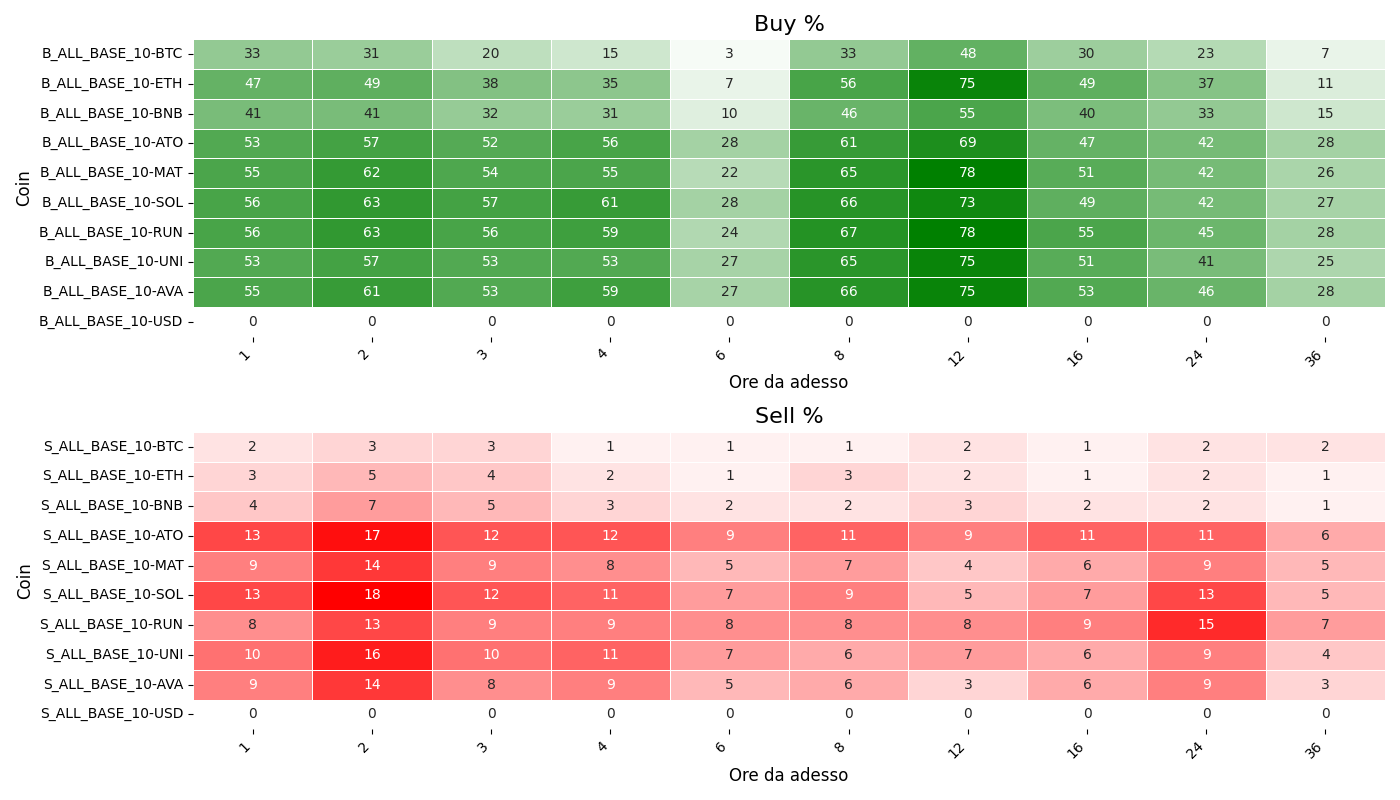 Buy %
Coin
B_ALL_BASE_10-BTC 33 31 20 15 3 33 48 30 23 7
B_ALL_BASE_10-ETH 47 49 38 35 7 56 75 49 37 11
B_ALL_BASE_10-BNB 41 41 32 31 10 46 55 40 33 15
B_ALL_BASE_10-ATO 53 57 52 56 28 61 69 47 42 28
B_ALL_BASE_10-MAT 55 62 54 55 22 65 78 51 42 26
B_ALL_BASE_10-SOL 56 63 57 61 28 66 73 49 42 27
B_ALL_BASE_10-RUN 56 63 56 59 24 67 78 55 45 28
B_ALL_BASE_10-UNI 53 57 53 53 27 65 75 51 41 25
B_ALL_BASE_10-AVA 55 61 53 59 27 66 75 53 46 28
B_ALL_BASE_10-USD 0 0 0 0 0 0 0 0 0 0
1 2 3 4 6 8 12 16 24 36
Ore da adesso
Sell %
Coin
S_ALL_BASE_10-BTC 2 3 3 1 1 1 2 1 2 2
S_ALL_BASE_10-ETH 3 5 4 2 1 3 2 1 2 1
S_ALL_BASE_10-BNB 4 7 5 3 2 2 3 2 2 1
S_ALL_BASE_10-ATO 13 17 12 12 9 11 9 11 11 6
S_ALL_BASE_10-MAT 9 14 9 8 5 7 4 6 9 5
S_ALL_BASE_10-SOL 13 18 12 11 7 9 5 7 13 5
S_ALL_BASE_10-RUN 8 13 9 9 8 8 8 9 15 7
S_ALL_BASE_10-UNI 10 16 10 11 7 6 7 6 9 4
S_ALL_BASE_10-AVA 9 14 8 9 5 6 3 6 9 3
S_ALL_BASE_10-USD 0 0 0 0 0 0 0 0 0 0
1 2 3 4 6 8 12 16 24 36
Ore da adesso